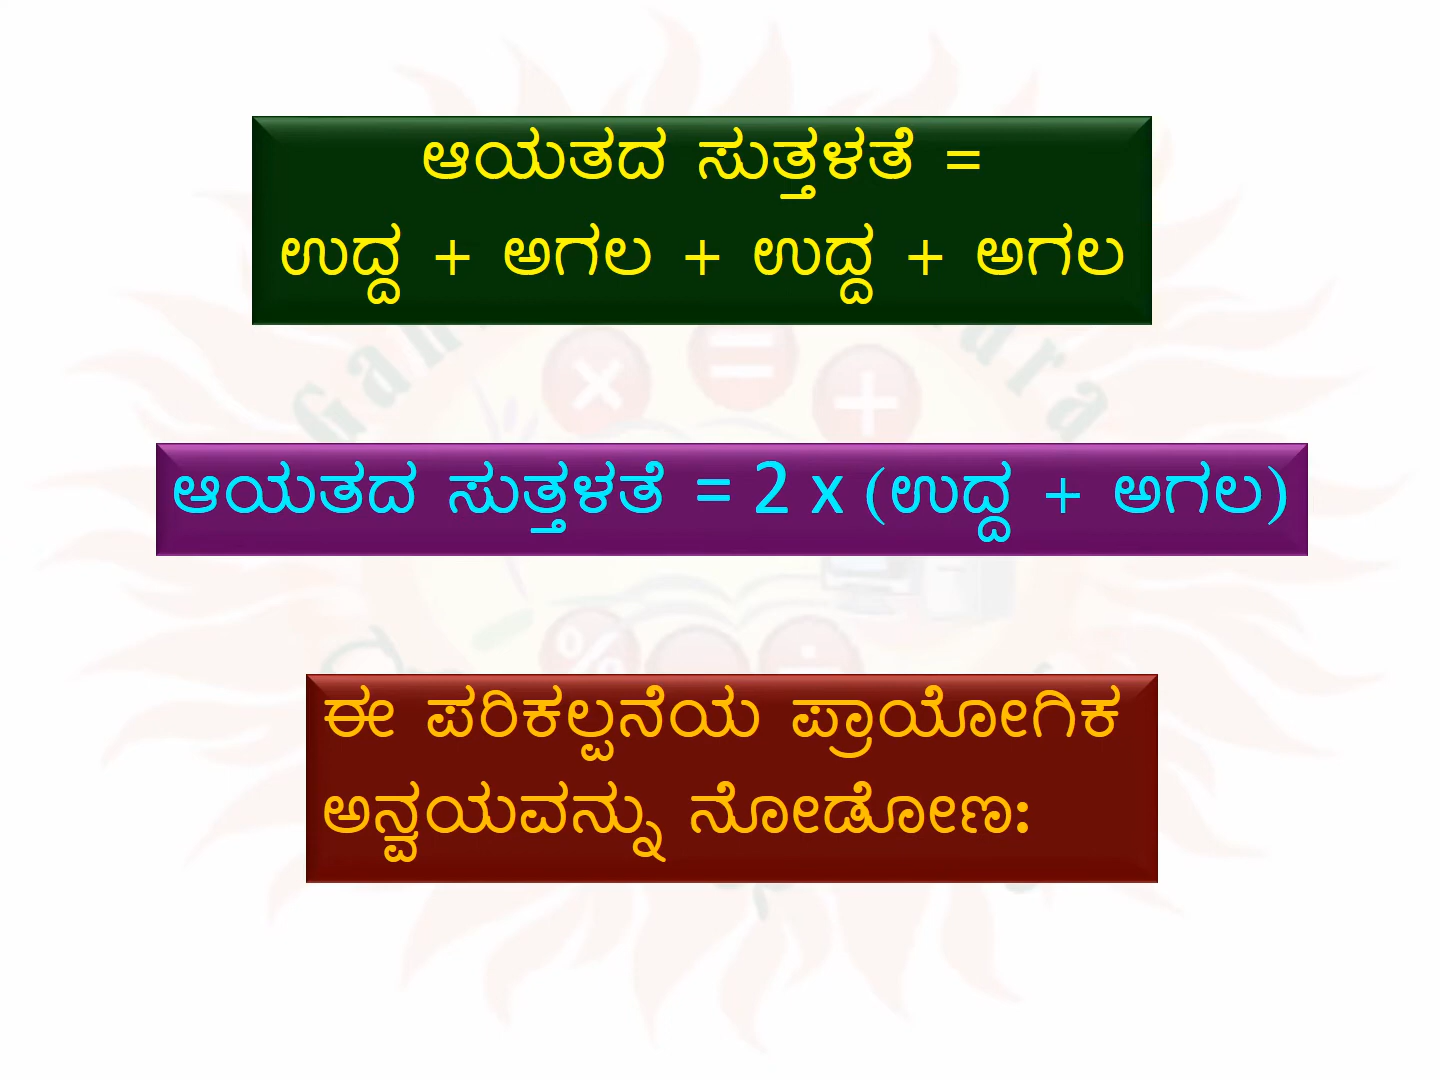 ಆಯತದ ಸುತ್ತಳತೆ =
ಉದ್ದ + ಅಗಲ + ಉದ್ದ + ಅಗಲ
ಆಯತದ ಸುತ್ತಳತೆ = 2 x (ಉದ್ದ + ಅಗಲ)
ಈ ಪರಿಕಲ್ಪನೆಯ ಪ್ರಾಯೋಗಿಕ
ಅನ್ವಯವನ್ನು ನೋಡೋಣ: